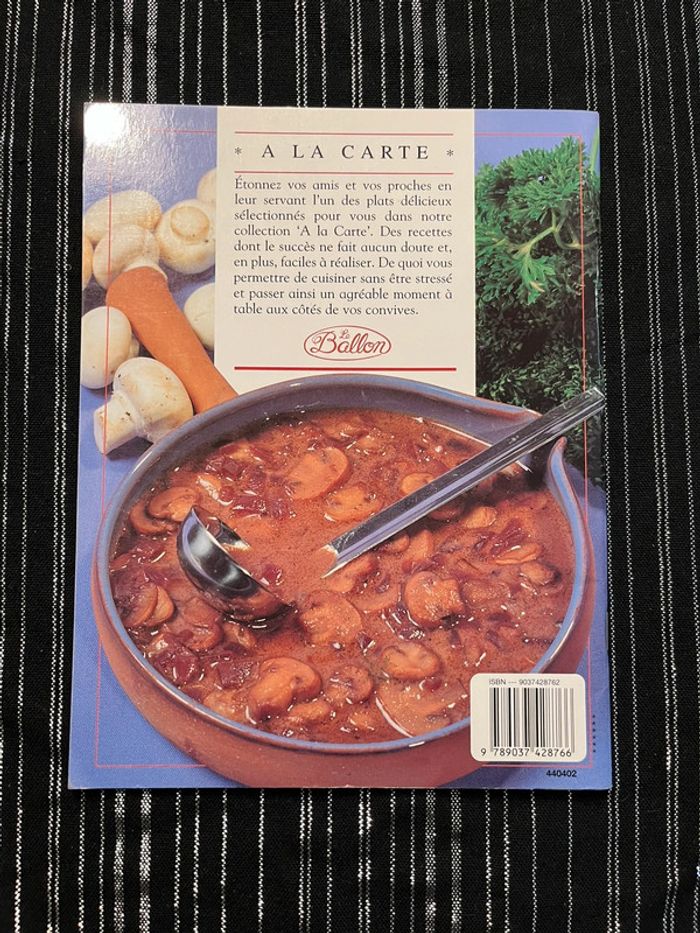 * A LA CARTE *
Étonnez vos amis et vos proches en
leur servant l'un des plats délicieux
sélectionnés pour vous dans notre
collection 'A la Carte'. Des recettes
dont le succès ne fait aucun doute et,
en plus, faciles à réaliser. De quoi vous
permettre de cuisiner sans être stressé
et passer ainsi un agréable moment à
table aux côtés de vos convives.
Le
Ballon
ISBN — 9037428762
9 789037 428766
440402